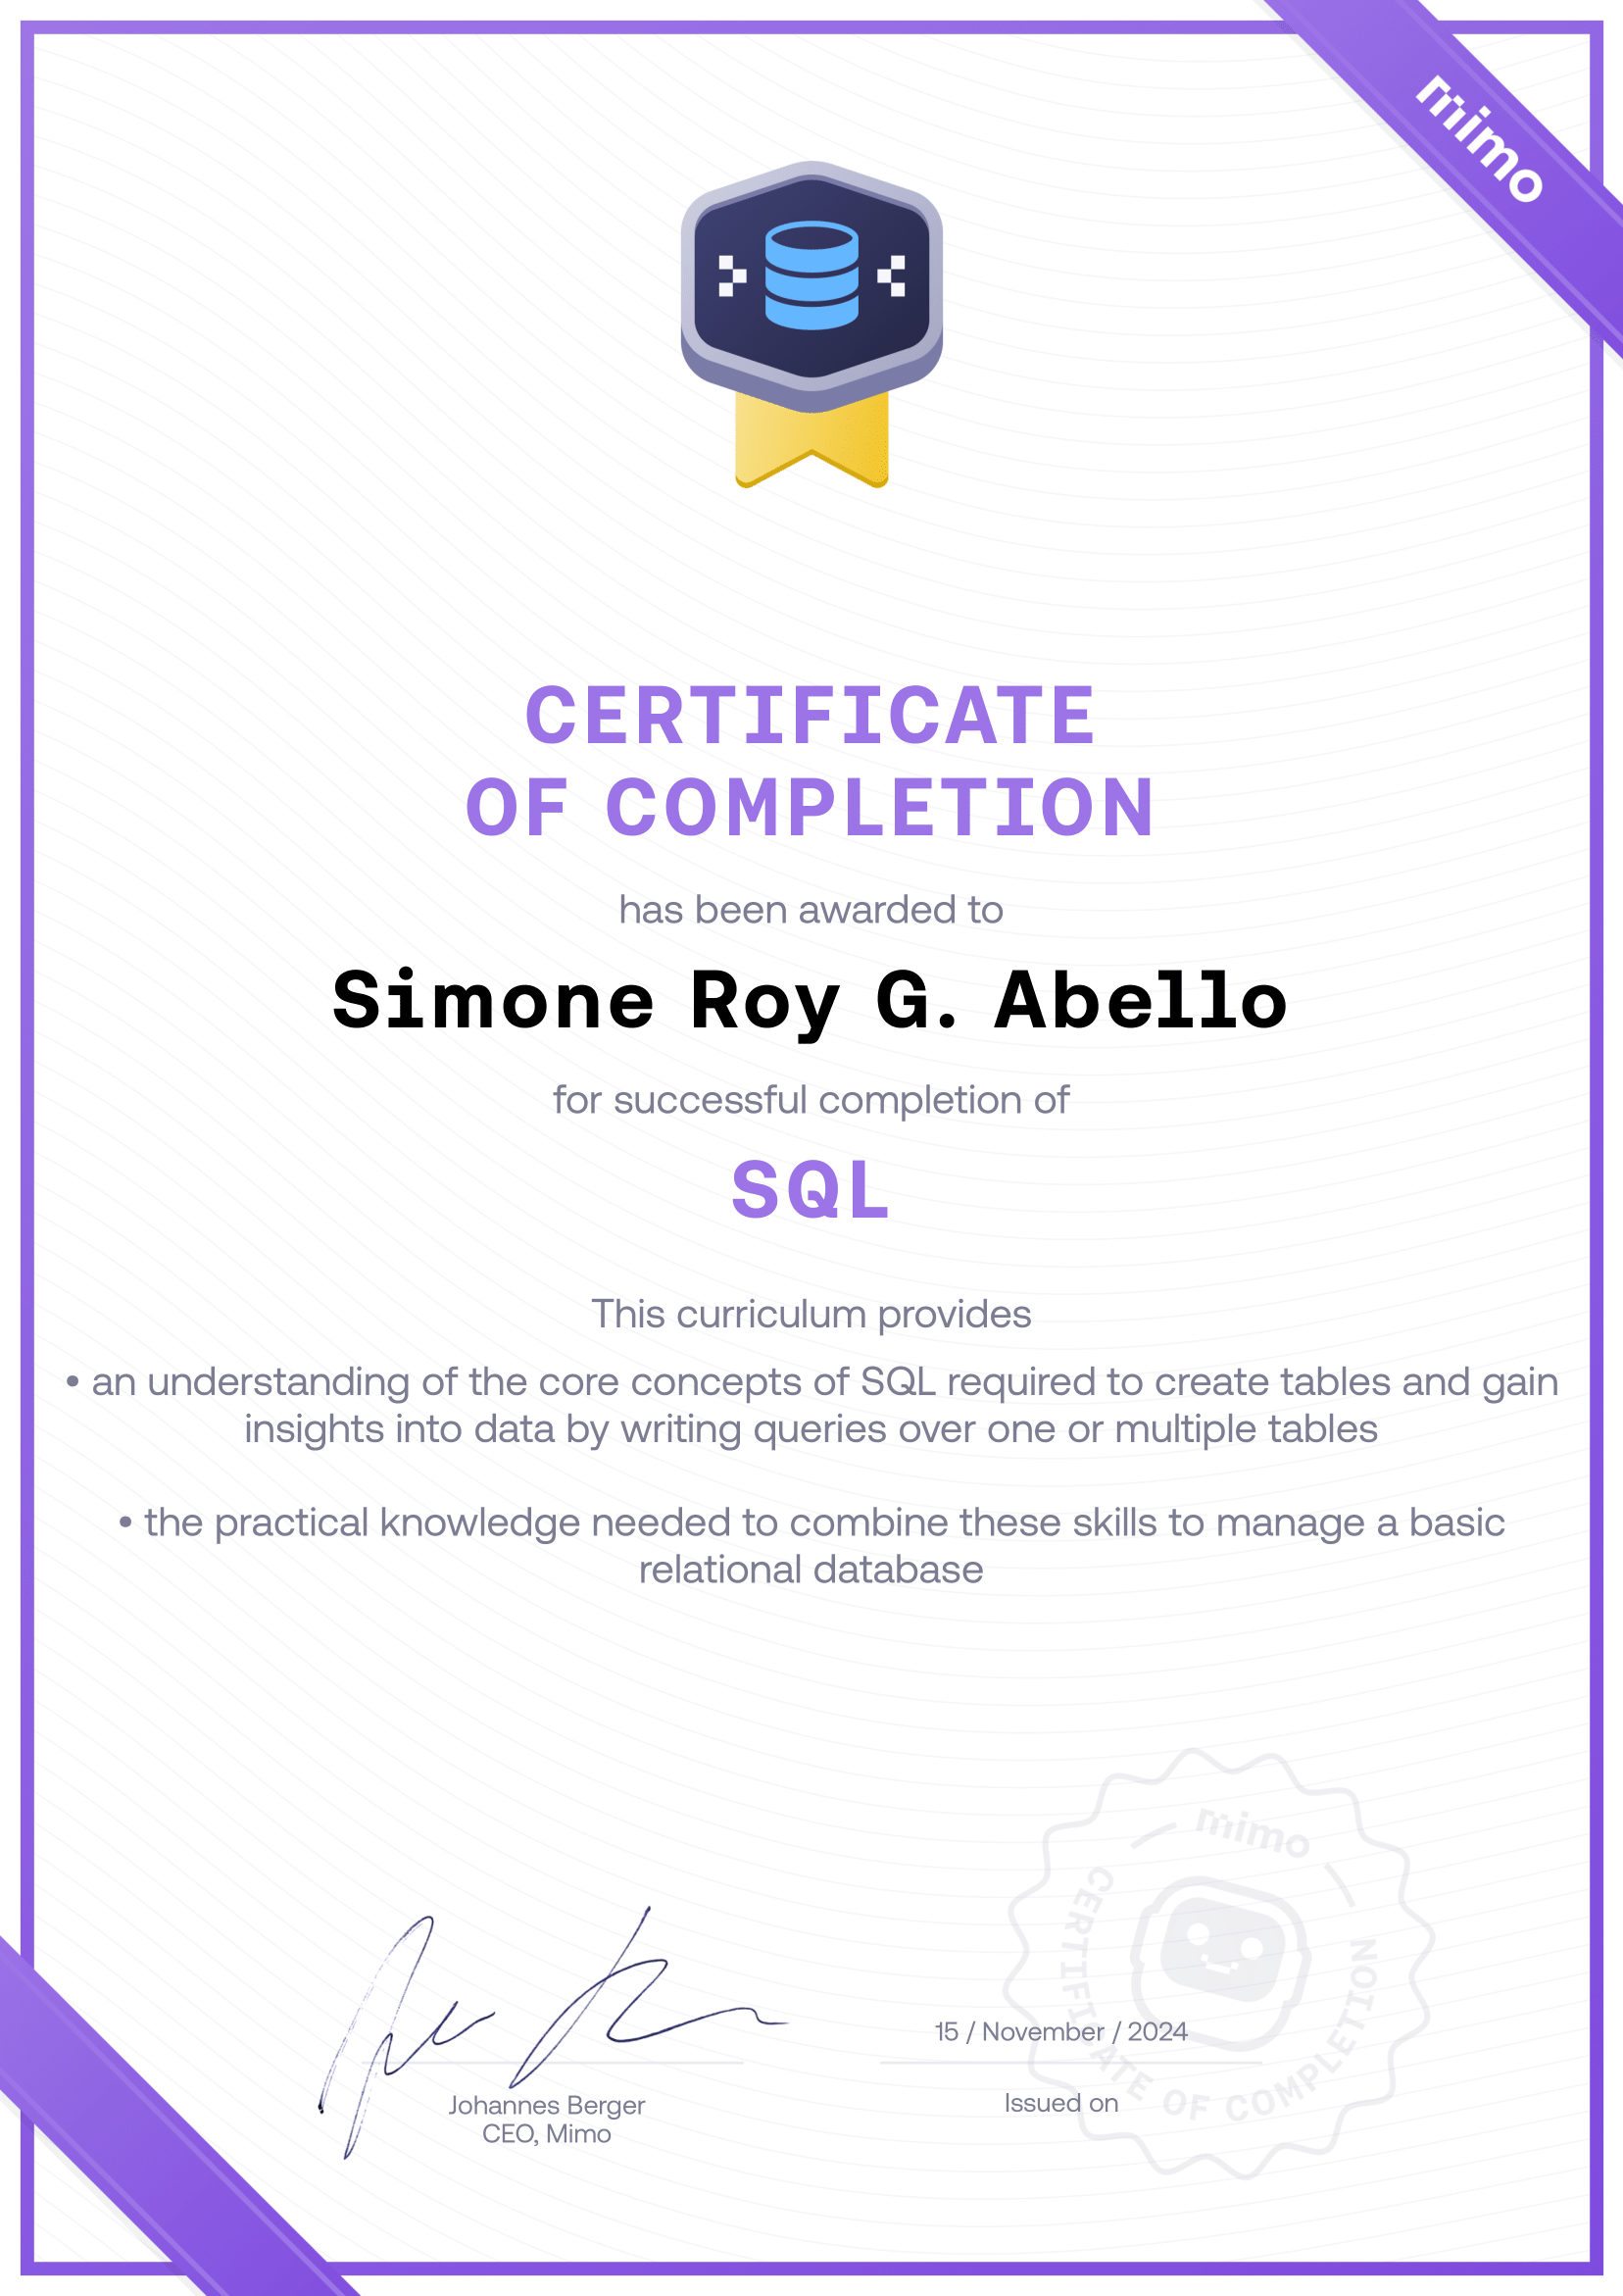 mimo
CERTIFICATE
OF COMPLETION
has been awarded to
Simone Roy G. Abello
for successful completion of
SQL
This curriculum provides
• an understanding of the core concepts of SQL required to create tables and gain
insights into data by writing queries over one or multiple tables
• the practical knowledge needed to combine these skills to manage a basic
relational database
mimo
CERTIFICATE OF COMPLETION
15 / November / 2024
Issued on
Johannes Berger
CEO, Mimo